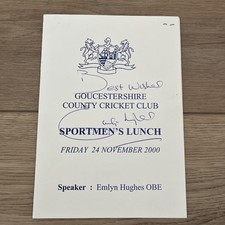 Best Wishes
GOUCESTERSHIRE
COUNTY CRICKET CLUB
SPORTMEN'S LUNCH
FRIDAY 24 NOVEMBER 2000
Speaker : Emlyn Hughes OBE